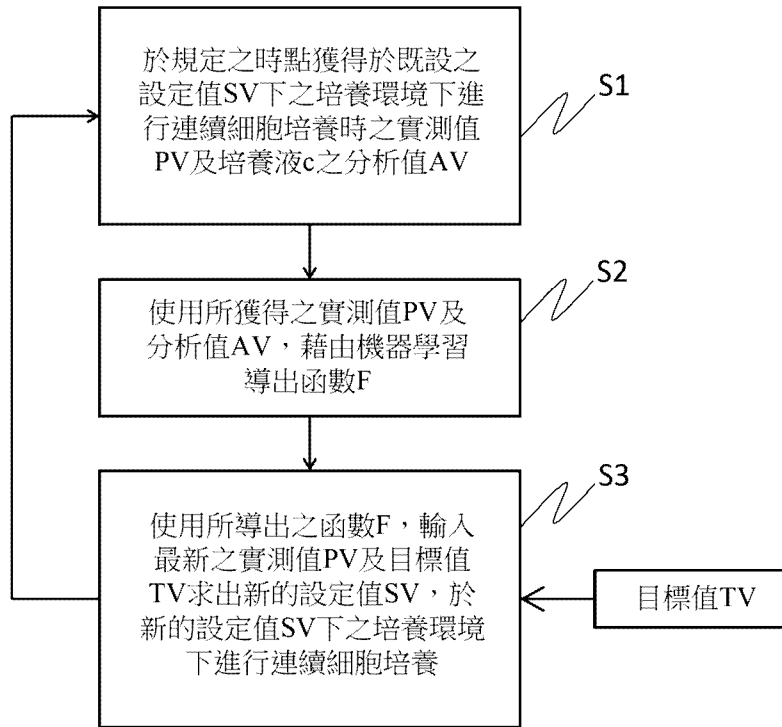 於規定之時點獲得於既設之
設定值SV下之培養環境下進
行連續細胞培養時之實測值
PV及培養液c之分析值AV
S1
使用所獲得之實測值PV及
分析值AV，藉由機器學習
導出函數F
S2
使用所導出之函數F，輸入
最新之實測值PV及目標值
TV求出新的設定值SV，於
新的設定值SV下之培養環境
下進行連續細胞培養
S3
目標值TV